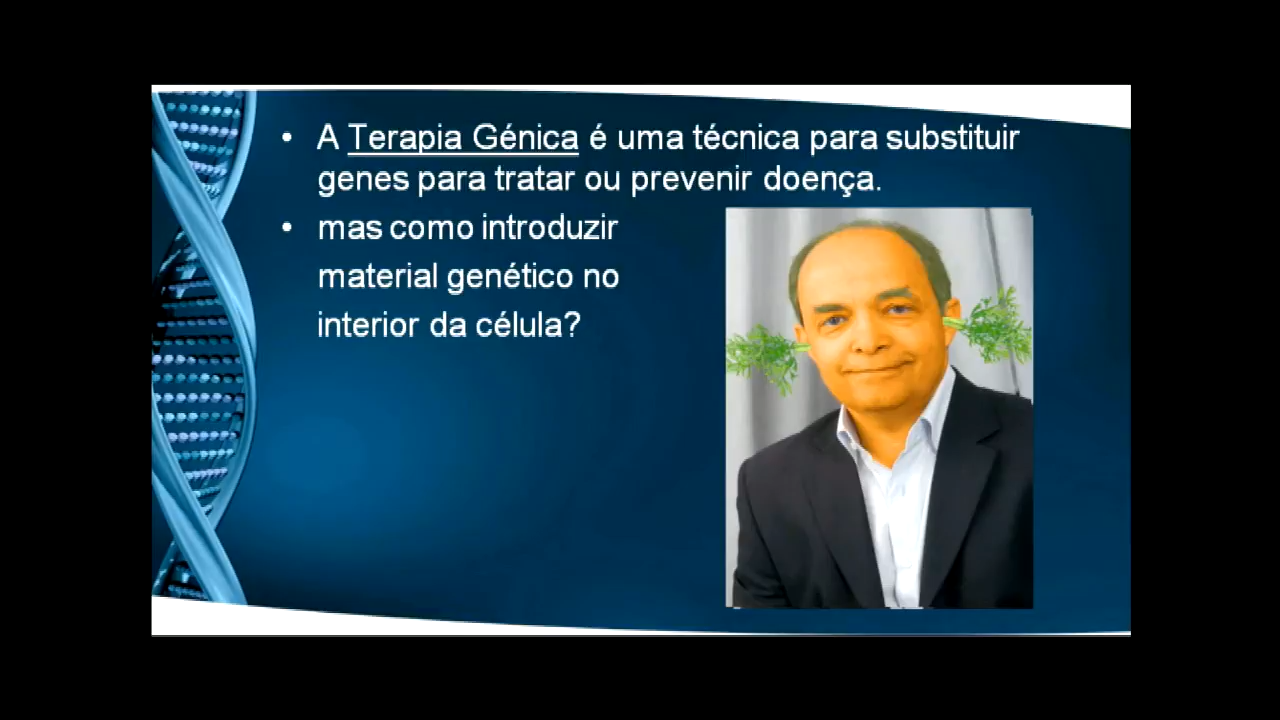 • A Terapia Génica é uma técnica para substituir
genes para tratar ou prevenir doença.
• mas como introduzir
material genético no
interior da célula?